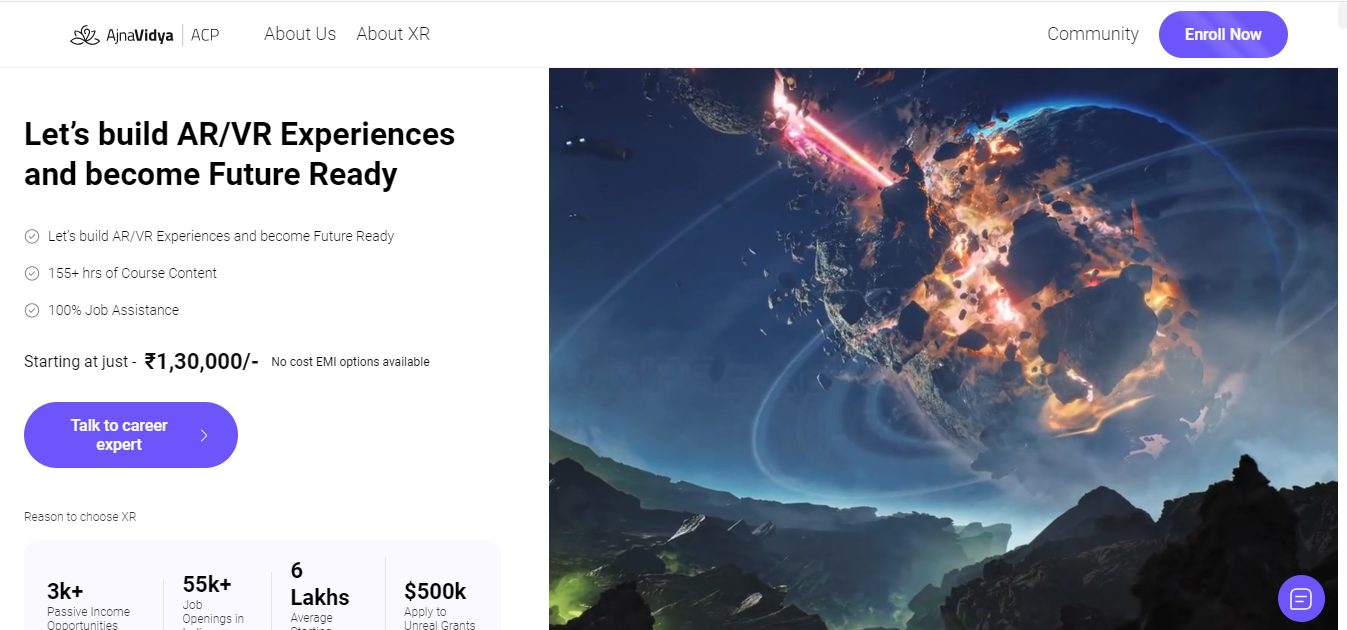 AjnaVidya ACP About Us About XR Community Enroll Now
Let's build AR/VR Experiences
and become Future Ready
Let's build AR/VR Experiences and become Future Ready
155+ hrs of Course Content
100% Job Assistance
Starting at just - ₹1,30,000/- No cost EMI options available
Talk to career
expert
Reason to choose XR
3k+
Passive Income
Opportunities
55k+
Job
Openings in
6
Lakhs
Average
$500k
Apply to
Unreal Grants